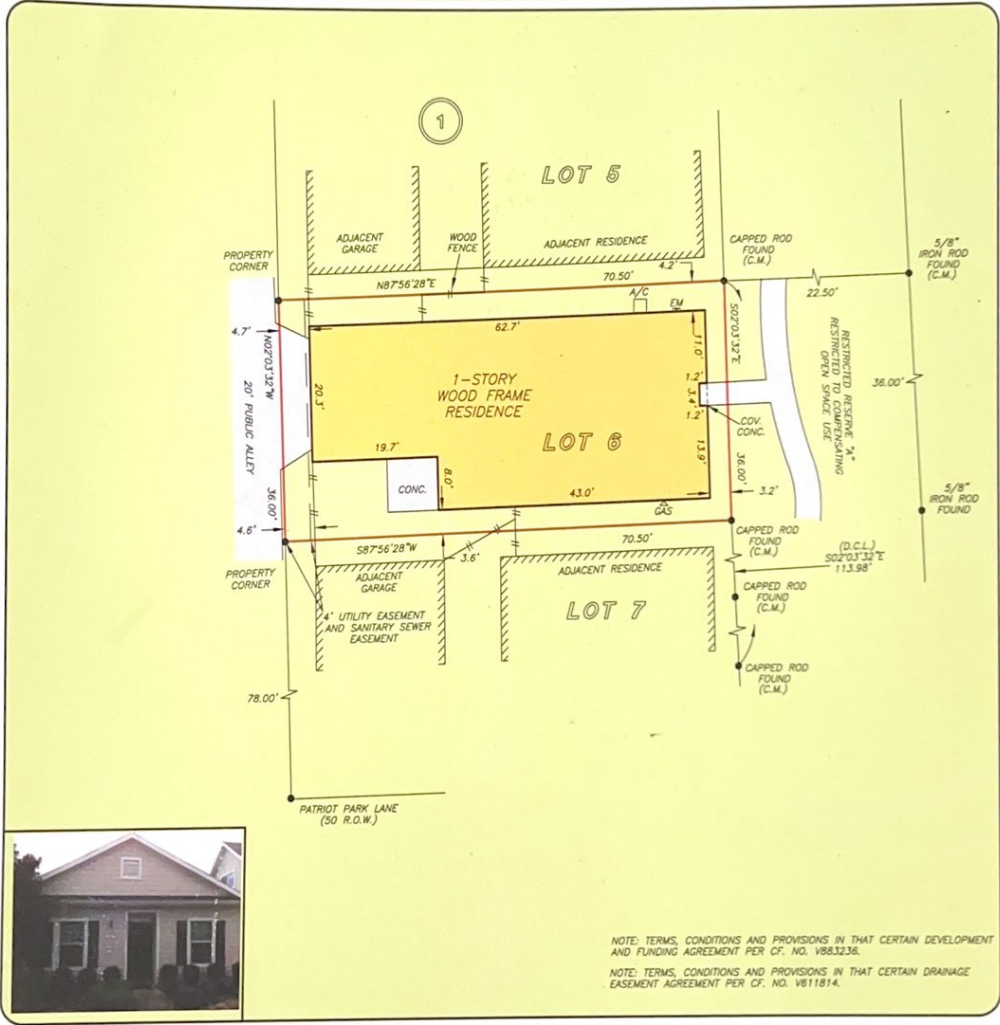 1
LOT 5
ADJACENT
GARAGE
WOOD
FENCE
ADJACENT RESIDENCE
CAPPED ROD
FOUND
(C.M.)
5/8"
IRON ROD
FOUND
(C.M.)
PROPERTY
CORNER
N87°56'28"E
70.50'
4.2'
22.50'
A/C
EM
4.7'
N02°03'32"W
62.7'
11.0'
S02°03'32"E
RESTRICTED RESERVE "A"
RESTRICTED TO COMPENSATING
OPEN SPACE USE
36.00'
20' PUBLIC ALLEY
20.3'
1-STORY
WOOD FRAME
RESIDENCE
LOT 6
1.2'
3.4'
1.2'
COV.
CONC.
19.7'
CONC.
8.0'
43.0'
13.9'
36.00'
3.2'
GAS
5/8"
IRON ROD
FOUND
36.00'
4.6'
S87°56'28"W
3.6'
70.50'
CAPPED ROD
FOUND
(C.M.)
(D.C.L.)
S02°03'32"E
113.98'
PROPERTY
CORNER
ADJACENT
GARAGE
ADJACENT RESIDENCE
LOT 7
CAPPED ROD
FOUND
(C.M.)
4' UTILITY EASEMENT
AND SANITARY SEWER
EASEMENT
CAPPED ROD
FOUND
(C.M.)
78.00'
PATRIOT PARK LANE
(50 R.O.W.)
NOTE: TERMS, CONDITIONS AND PROVISIONS IN THAT CERTAIN DEVELOPMENT
AND FUNDING AGREEMENT PER CF. NO. V883236.
NOTE: TERMS, CONDITIONS AND PROVISIONS IN THAT CERTAIN DRAINAGE
EASEMENT AGREEMENT PER CF. NO. V611814.